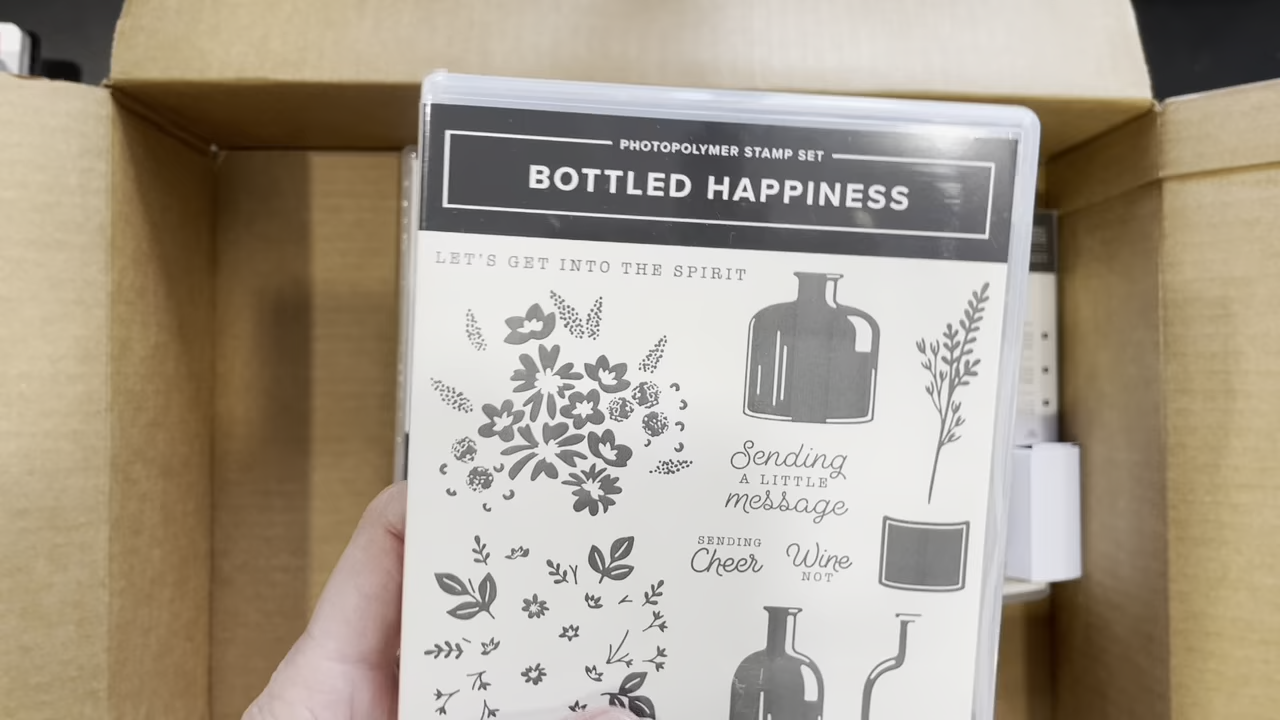 PHOTOPOLYMER STAMP SET
BOTTLED HAPPINESS
LET'S GET INTO THE SPIRIT
Sending
A LITTLE
message
SENDING
Cheer
Wine
NOT